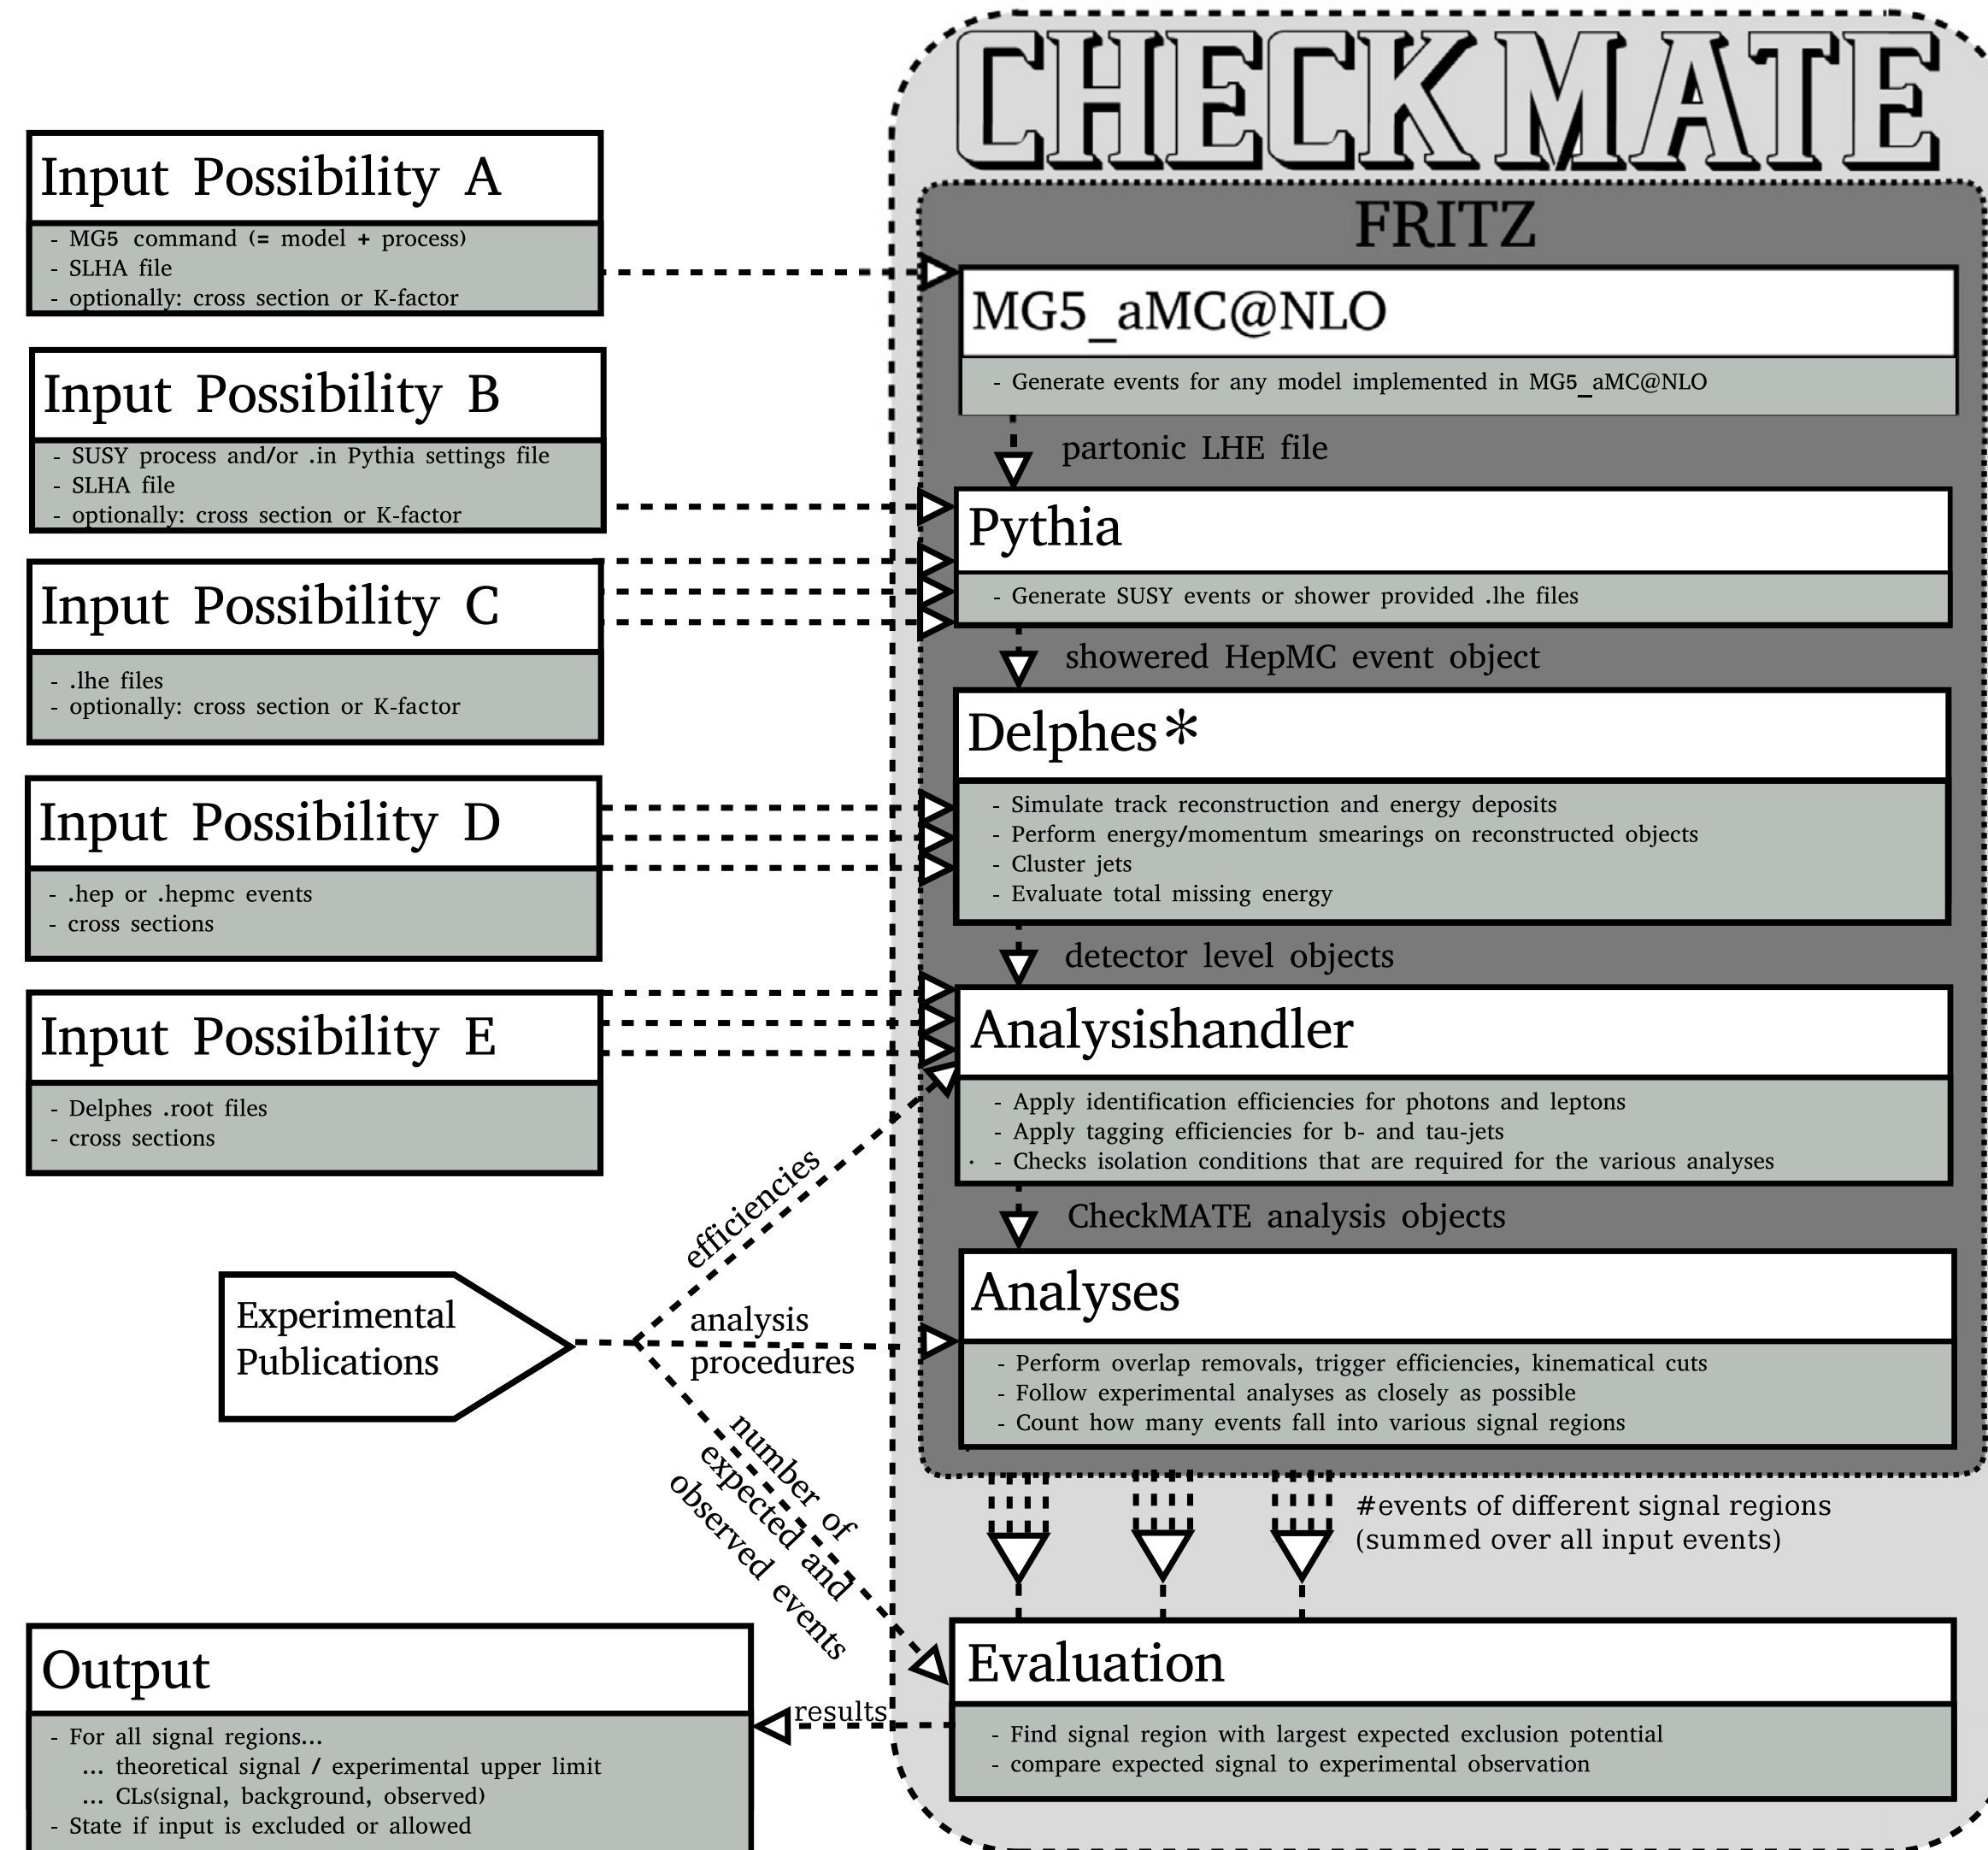 CHECKMATE
FRITZ
Input Possibility A
- MG5 command (= model + process)
- SLHA file
- optionally: cross section or K-factor
MG5_aMC@NLO
- Generate events for any model implemented in MG5_aMC@NLO
partonic LHE file
Input Possibility B
- SUSY process and/or .in Pythia settings file
- SLHA file
- optionally: cross section or K-factor
Pythia
- Generate SUSY events or shower provided .lhe files
showered HepMC event object
Input Possibility C
- .lhe files
- optionally: cross section or K-factor
Delphes*
- Simulate track reconstruction and energy deposits
- Perform energy/momentum smearings on reconstructed objects
- Cluster jets
- Evaluate total missing energy
detector level objects
Input Possibility D
- .hep or .hepmc events
- cross sections
Input Possibility E
- Delphes .root files
- cross sections
Analysishandler
- Apply identification efficiencies for photons and leptons
- Apply tagging efficiencies for b- and tau-jets
- Checks isolation conditions that are required for the various analyses
CheckMATE analysis objects
Experimental
Publications
efficiencies
analysis
procedures
number of
expected and
observed events
Analyses
- Perform overlap removals, trigger efficiencies, kinematical cuts
- Follow experimental analyses as closely as possible
- Count how many events fall into various signal regions
#events of different signal regions
(summed over all input events)
Evaluation
- Find signal region with largest expected exclusion potential
- compare expected signal to experimental observation
results
Output
- For all signal regions...
... theoretical signal / experimental upper limit
... CLs(signal, background, observed)
- State if input is excluded or allowed